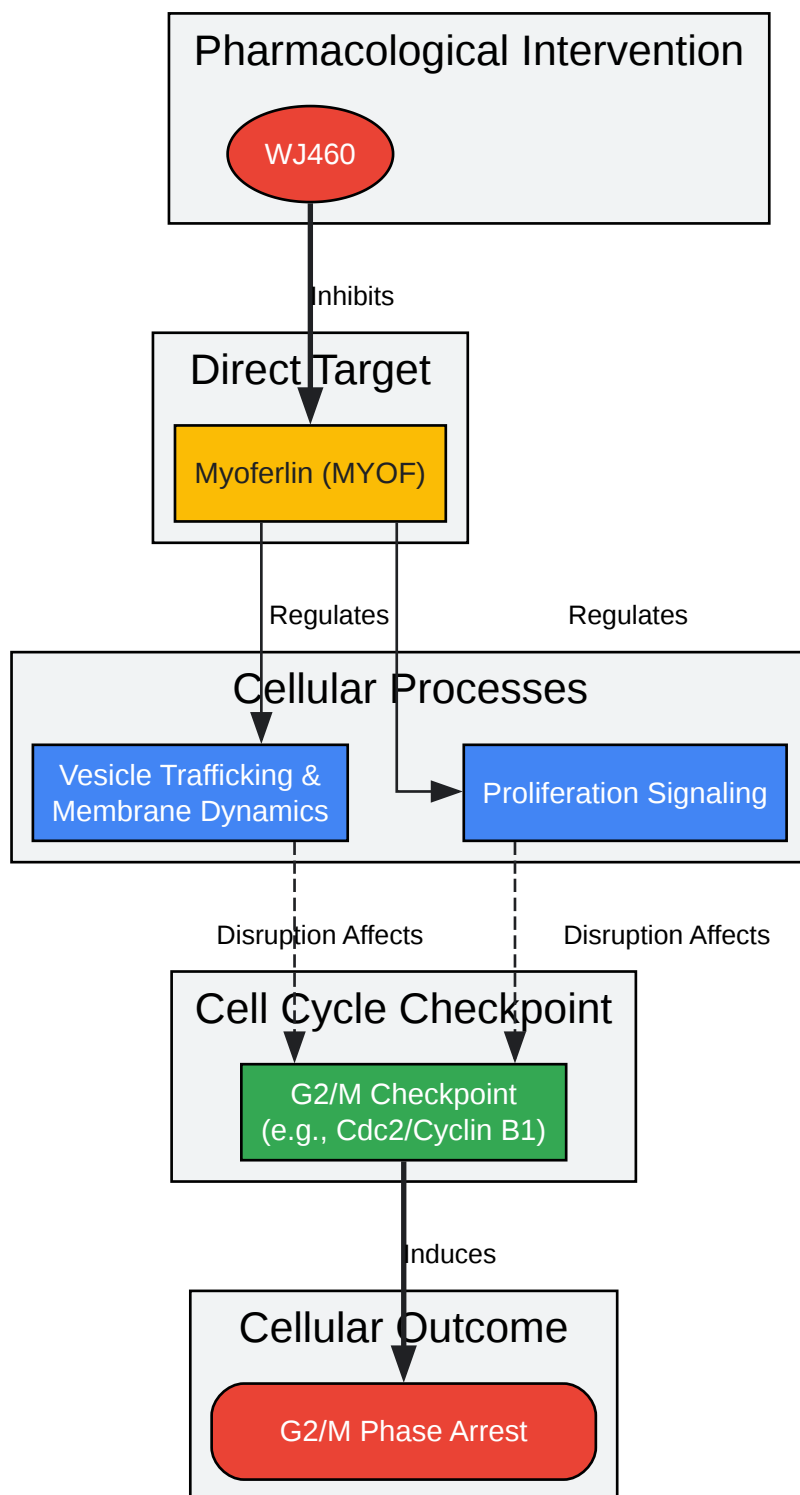 Pharmacological Intervention
WJ460
Inhibits
Direct Target
Myoferlin (MYOF)
Regulates
Regulates
Cellular Processes
Vesicle Trafficking &
Membrane Dynamics
Proliferation Signaling
Disruption Affects
Disruption Affects
Cell Cycle Checkpoint
G2/M Checkpoint
(e.g., Cdc2/Cyclin B1)
Induces
Cellular Outcome
G2/M Phase Arrest